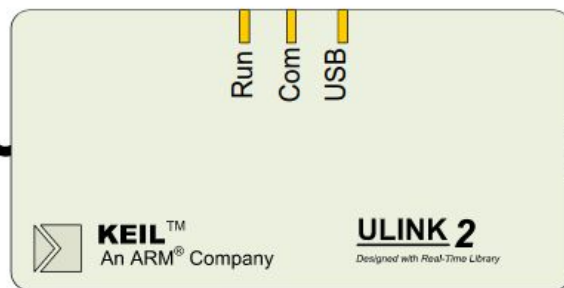 Run
Com
USB
KEIL™
An ARM® Company
ULINK 2
Designed with Real-Time Library